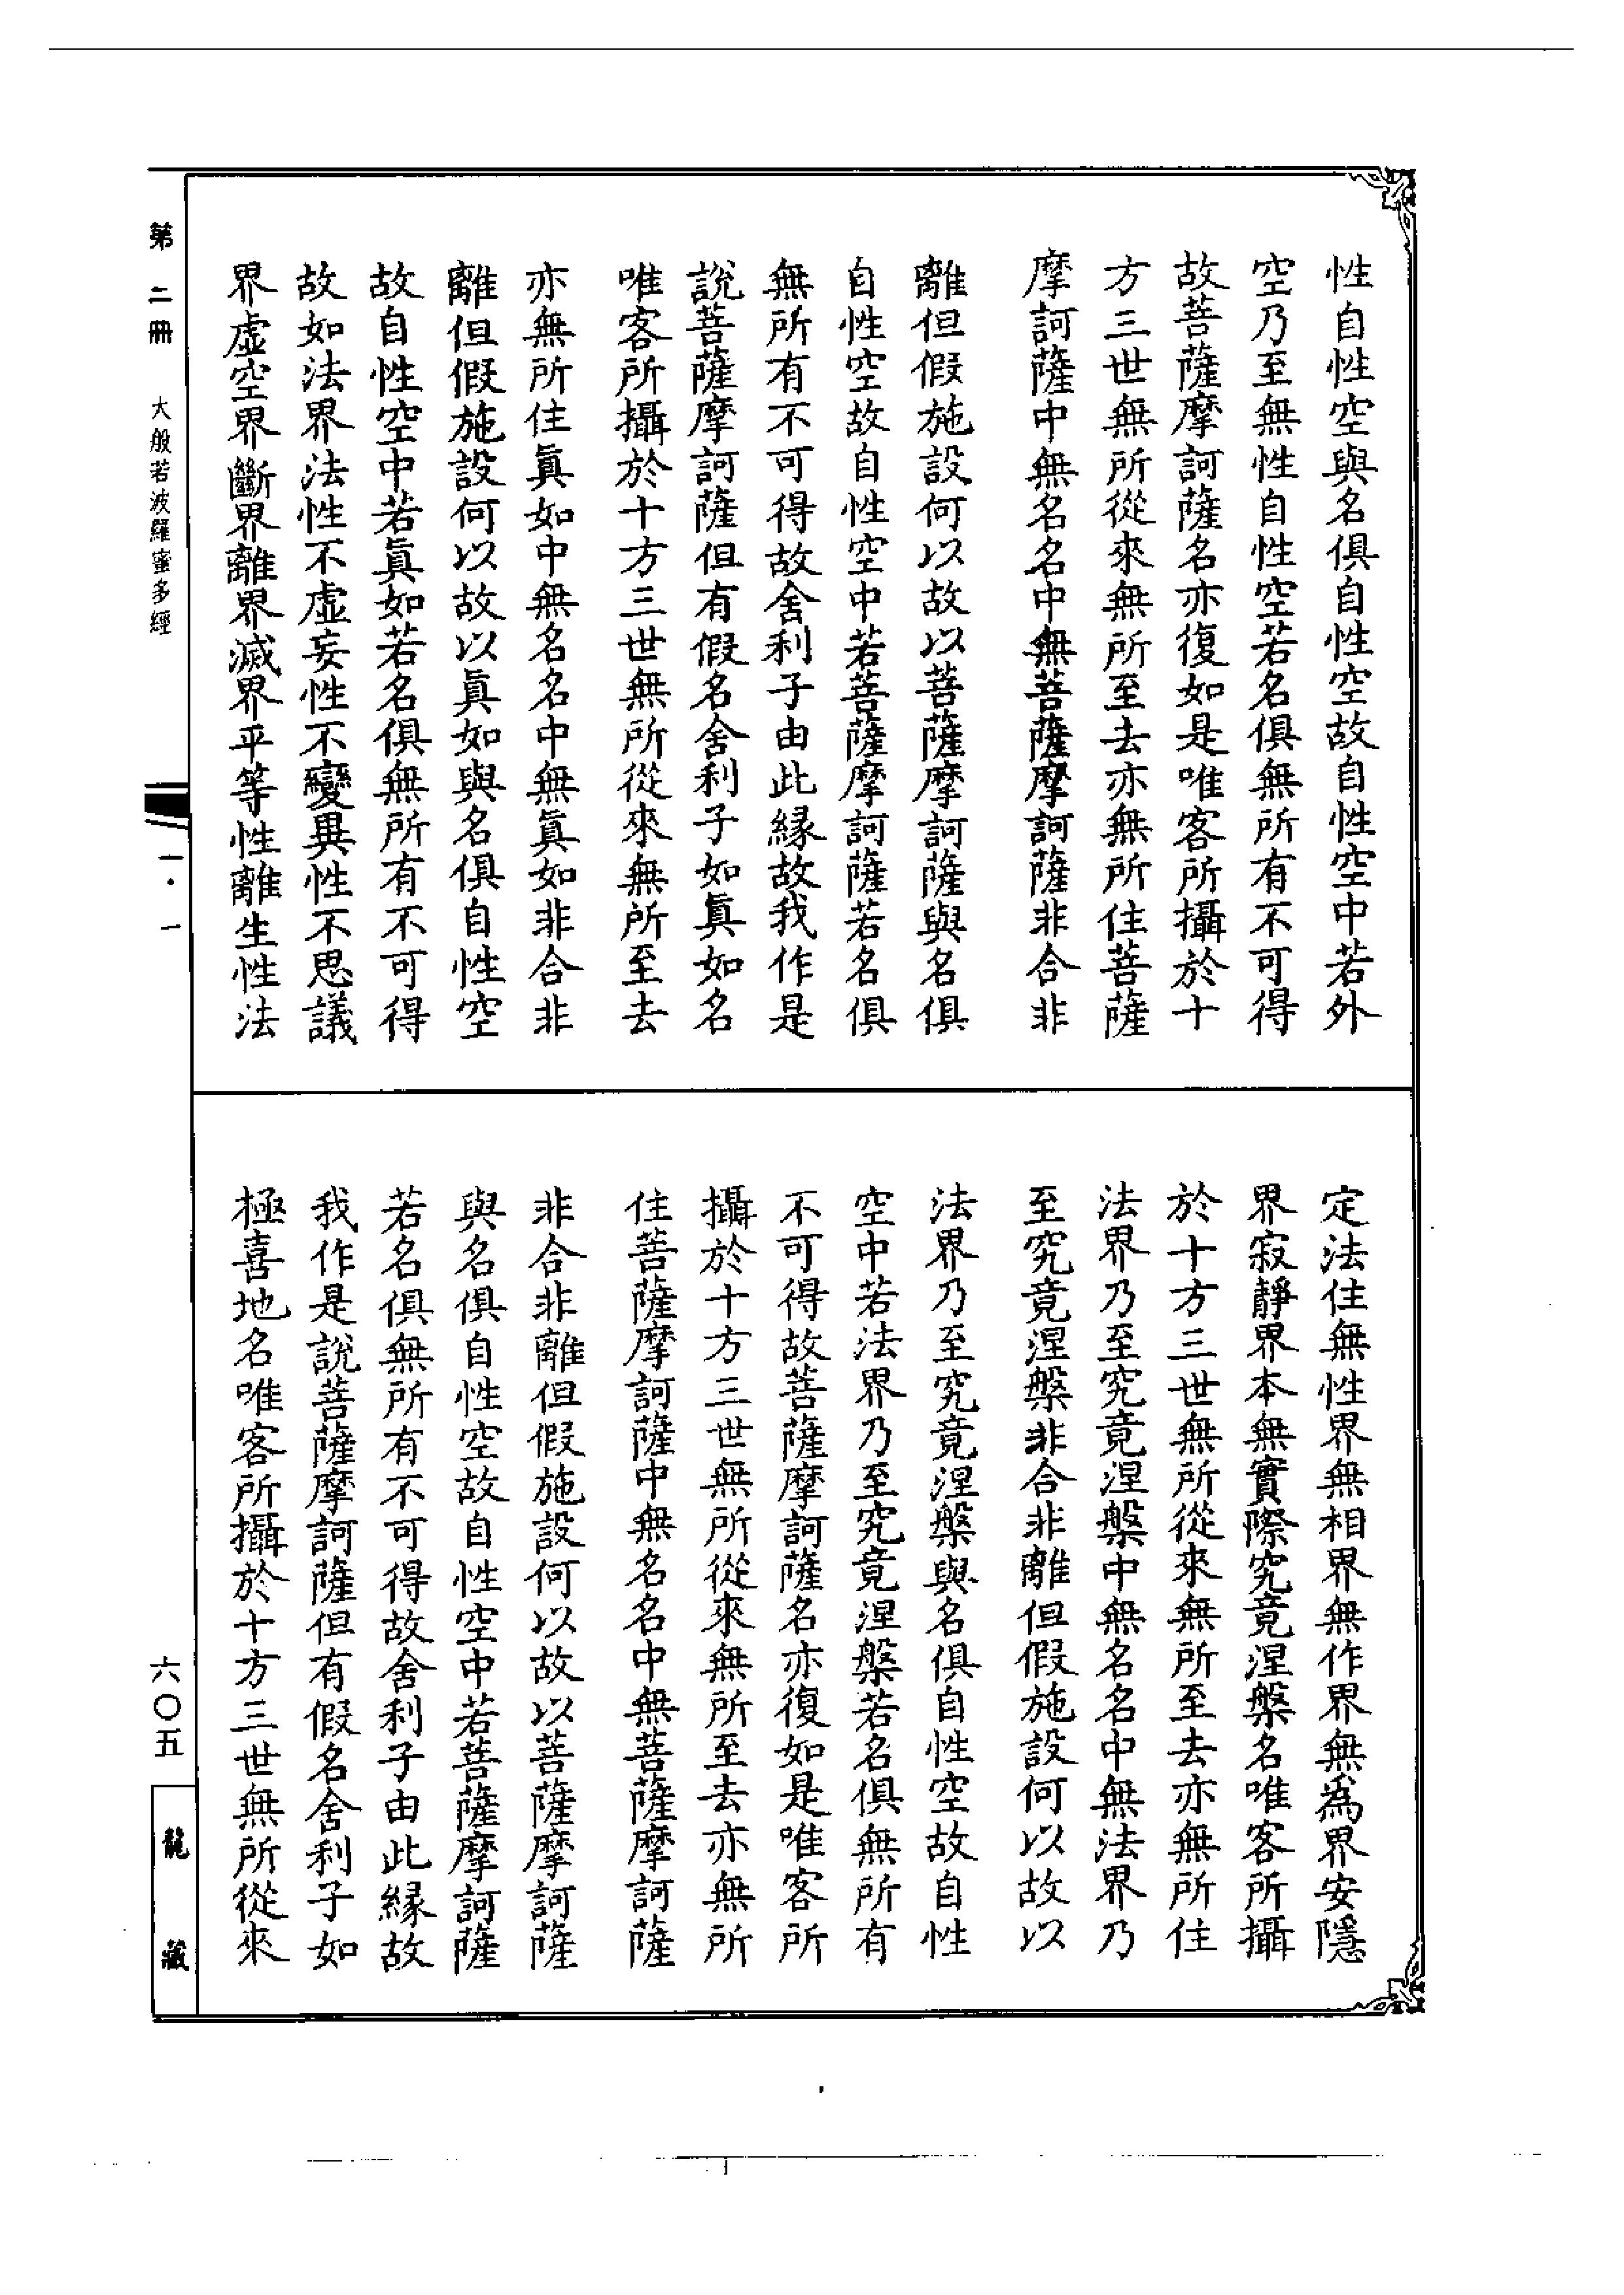 性自性空與名俱自性空故自性空中若外
空乃至無性自性空若名俱無所有不可得
故菩薩摩訶薩名亦復如是唯客所攝於十
方三世無所從來無所至去亦無所住菩薩
摩訶薩中無名名中無菩薩摩訶薩非合非
離但假施設何以故以菩薩摩訶薩與名俱
自性空故自性空中若菩薩摩訶薩若名俱
無所有不可得故舍利子由此緣故我作是
說菩薩摩訶薩但有假名舍利子如眞如名
唯客所攝於十方三世無所從來無所至去
亦無所住眞如中無名名中無眞如非合非
離但假施設何以故以眞如與名俱自性空
故自性空中若眞如若名俱無所有不可得
故如法界法性不虛妄性不變異性不思議
界虛空界斷界離界滅界平等性離生性法
定法住無性界無相界無作界無為界安隱
界寂靜界本無實際究竟涅槃名唯客所攝
於十方三世無所從來無所至去亦無所住
法界乃至究竟涅槃中無名名中無法界乃
至究竟涅槃非合非離但假施設何以故以
法界乃至究竟涅槃與名俱自性空故自性
空中若法界乃至究竟涅槃若名俱無所有
不可得故菩薩摩訶薩名亦復如是唯客所
攝於十方三世無所從來無所至去亦無所
住菩薩摩訶薩中無名名中無菩薩摩訶薩
非合非離但假施設何以故以菩薩摩訶薩
與名俱自性空故自性空中若菩薩摩訶薩
若名俱無所有不可得故舍利子由此緣故
我作是說菩薩摩訶薩但有假名舍利子如
極喜地名唯客所攝於十方三世無所從來
第二冊 大般若波羅蜜多經
一·一
六〇五
龍藏